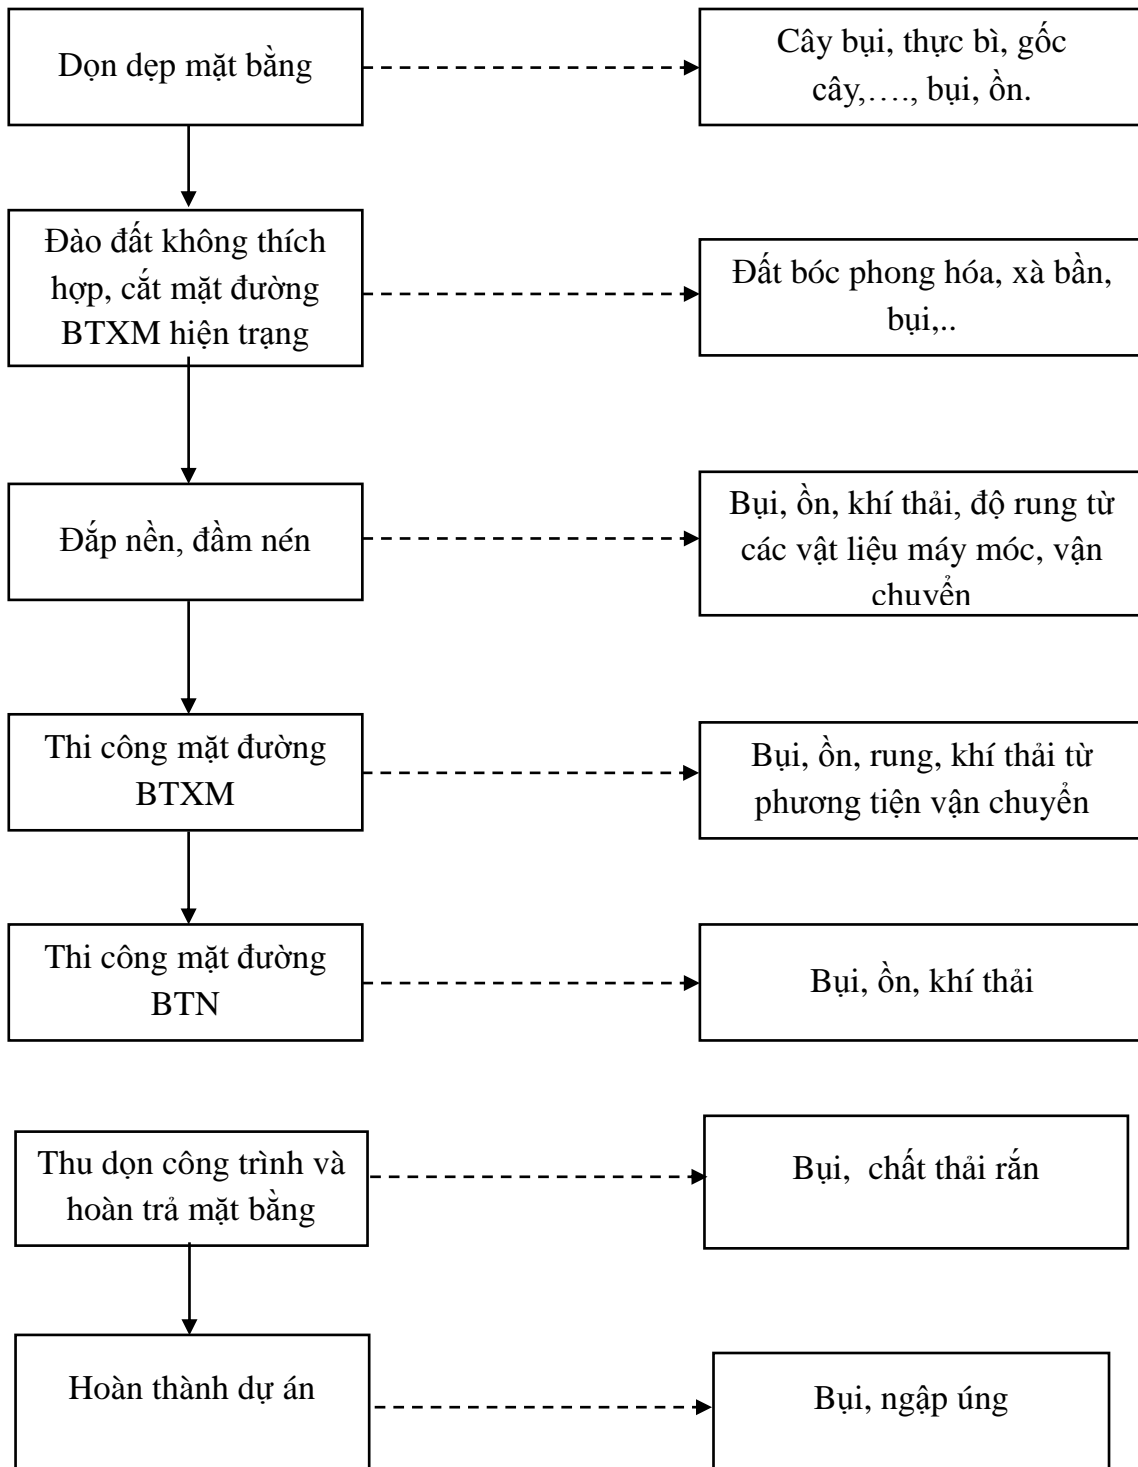 Dọn dẹp mặt bằng
Cây bụi, thực bì, gốc
cây,…., bụi, ồn.
Đào đất không thích
hợp, cắt mặt đường
BTXM hiện trạng
Đất bóc phong hóa, xà bần,
bụi,..
Đắp nền, đầm nén
Bụi, ồn, khí thải, độ rung từ
các vật liệu máy móc, vận
chuyển
Thi công mặt đường
BTXM
Bụi, ồn, rung, khí thải từ
phương tiện vận chuyển
Thi công mặt đường
BTN
Bụi, ồn, khí thải
Thu dọn công trình và
hoàn trả mặt bằng
Bụi,  chất thải rắn
Hoàn thành dự án
Bụi, ngập úng